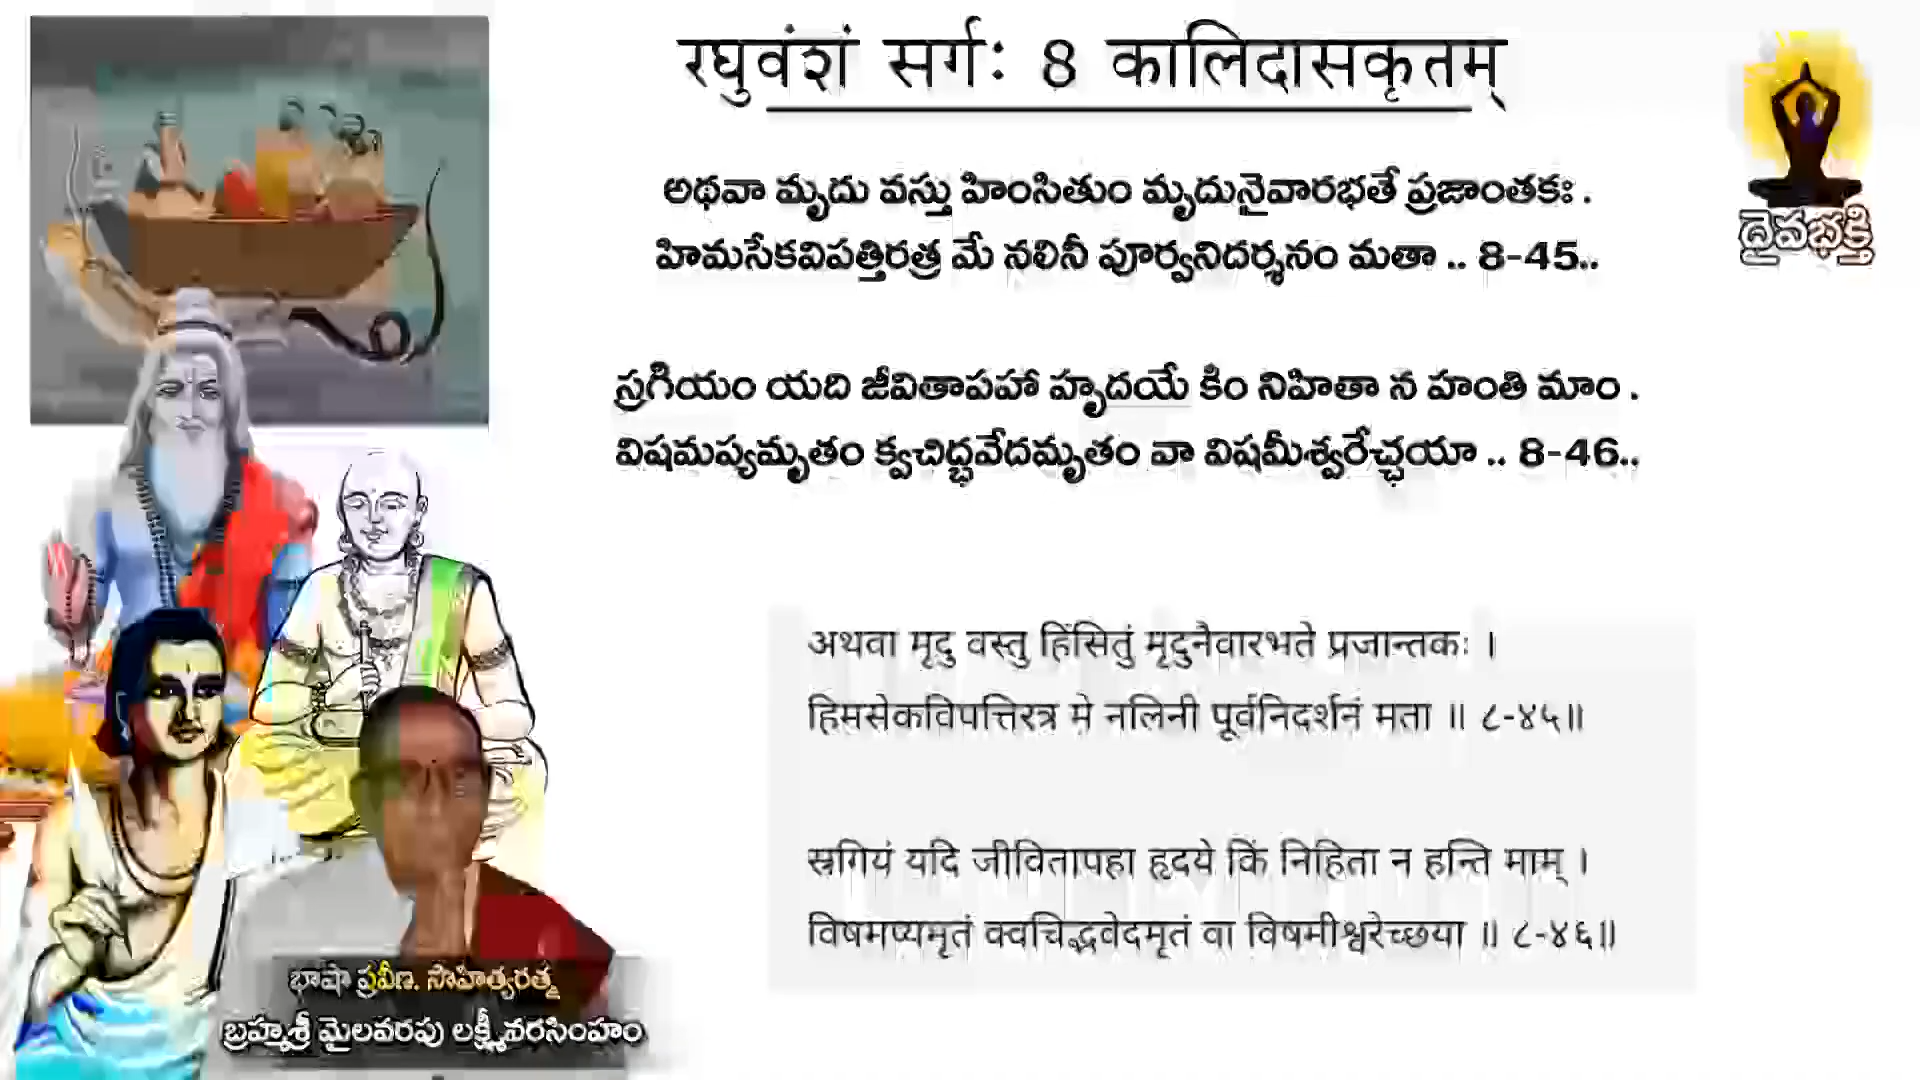 रघुवंशं सर्गः 8 कालिदासकृतम्
దైవభక్తి
అథవా మృదు వస్తు హింసితుం మృదునైవారభతే ప్రజాంతకః .
హిమసేకవిపత్తిరత్ర మే నలినీ పూర్వనిదర్శనం మతా .. 8-45..
స్రగియం యది జీవితాపహా హృదయే కిం నిహితా న హంతి మాం .
విషమప్యమృతం క్వచిద్భవేదమృతం వా విషమీశ్వరేచ్ఛయా .. 8-46..
अथवा मृदु वस्तु हिंसितुं मृदुनैवारभते प्रजान्तकः ।
हिमसेकविपत्तिरत्र मे नलिनी पूर्वनिदर्शनं मता ॥ ८-४५॥
स्रगियं यदि जीवितापहा हृदये किं निहिता न हन्ति माम् ।
विषमप्यमृतं क्वचिद्भवेदमृतं वा विषमीश्वरेच्छया ॥ ८-४६॥
భాషా ప్రవీణ. సాహిత్యరత్న
బ్రహ్మశ్రీ మైలవరపు లక్ష్మీనరసింహం